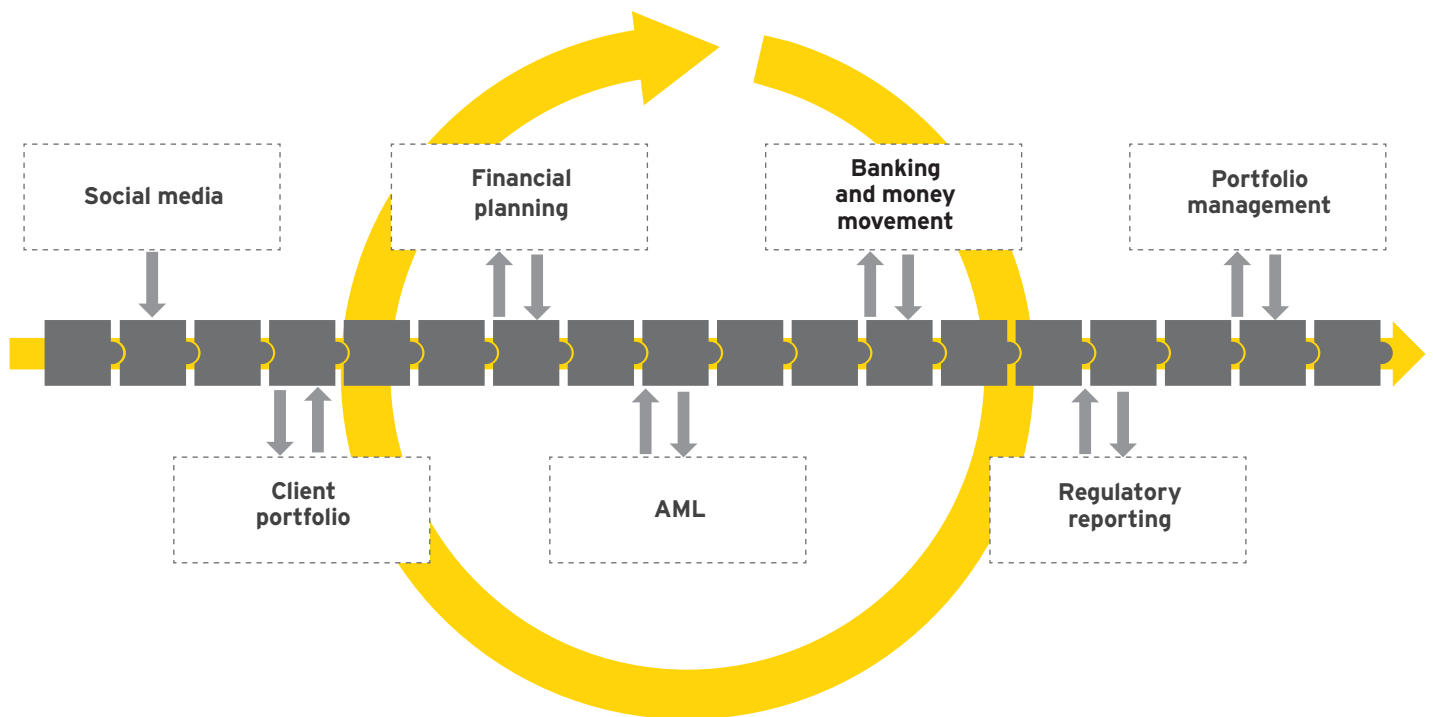 Social media
Financial
planning
Banking
and money
movement
Portfolio
management
Client
portfolio
AML
Regulatory
reporting